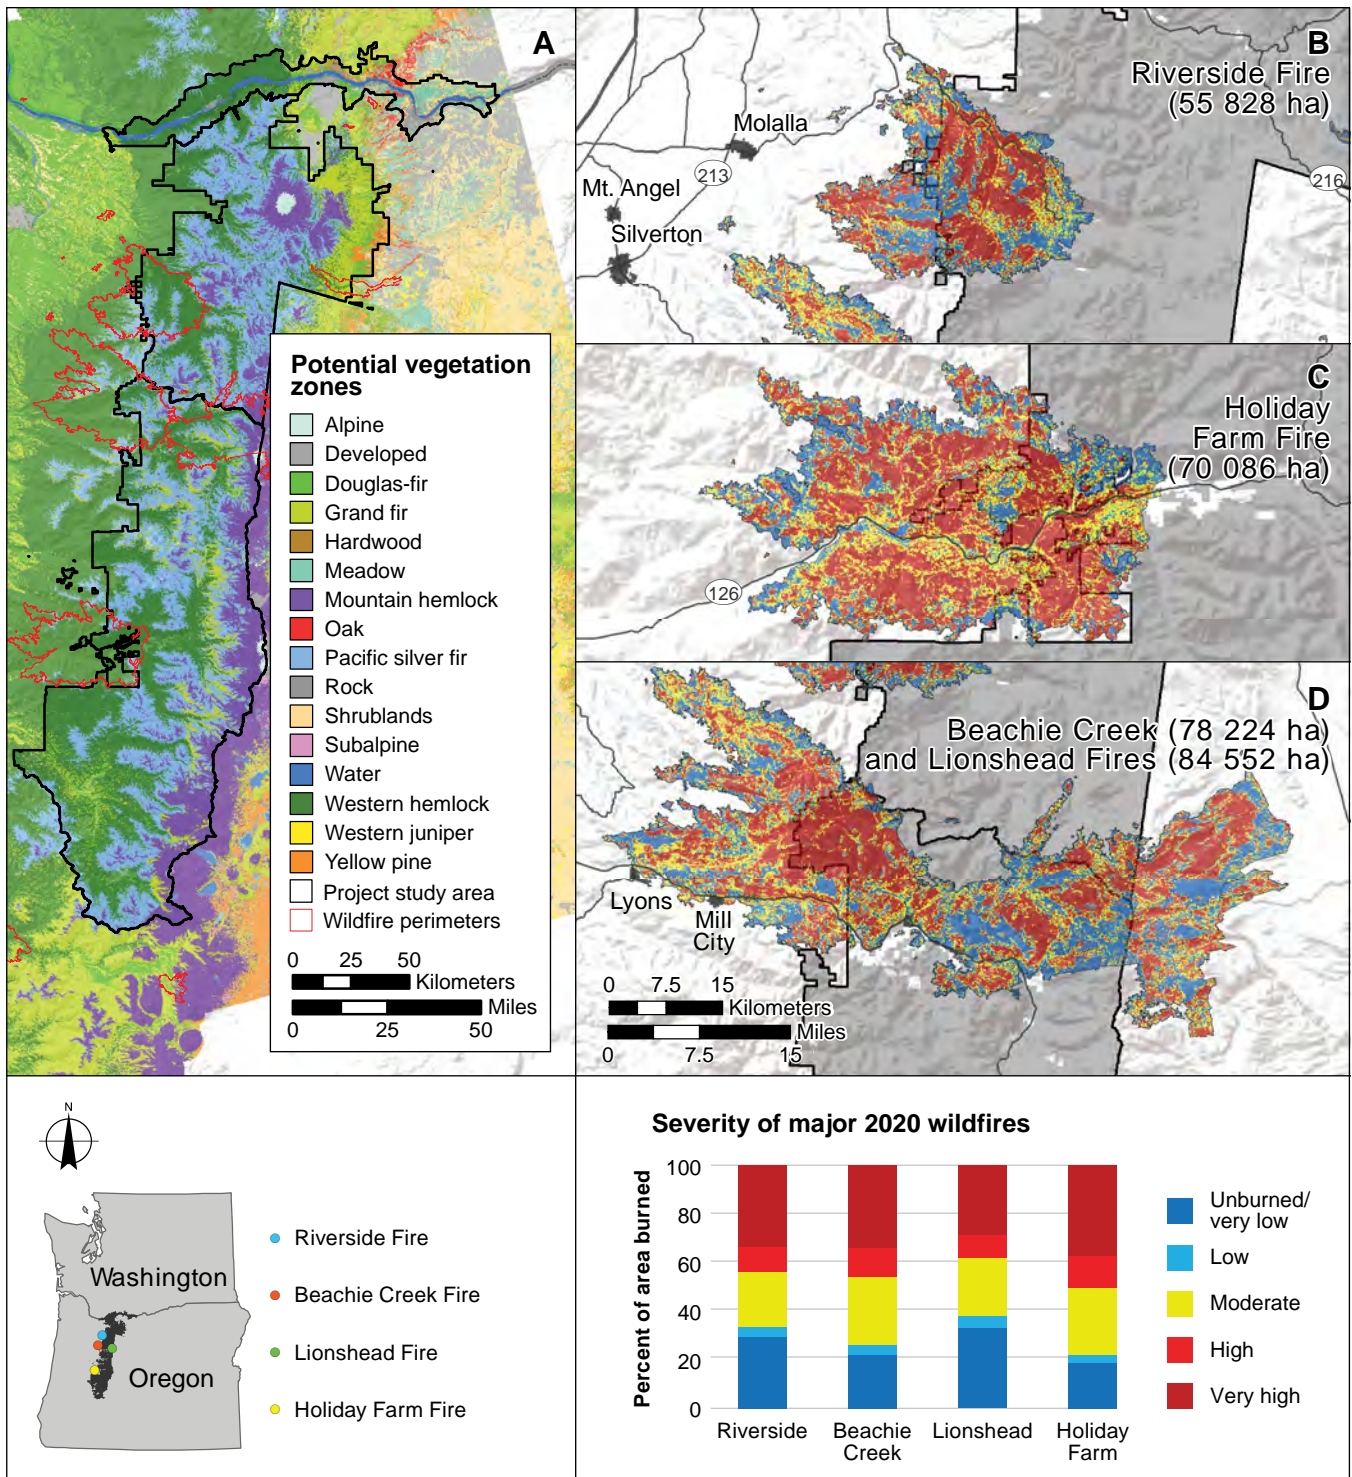 A
Potential vegetation
zones
Alpine
Developed
Douglas-fir
Grand fir
Hardwood
Meadow
Mountain hemlock
Oak
Pacific silver fir
Rock
Shrublands
Subalpine
Water
Western hemlock
Western juniper
Yellow pine
Project study area
Wildfire perimeters
0 25 50
Kilometers
Miles
0 25 50
B
Riverside Fire
(55 828 ha)
Molalla
213
Mt. Angel
Silverton
216
C
Holiday
Farm Fire
(70 086 ha)
126
D
Beachie Creek (78 224 ha)
and Lionshead Fires (84 552 ha)
Lyons
Mill
City
0 7.5 15
Kilometers
Miles
0 7.5 15
N
Washington
Oregon
Riverside Fire
Beachie Creek Fire
Lionshead Fire
Holiday Farm Fire
Severity of major 2020 wildfires
Percent of area burned
100
80
60
40
20
0
Riverside
Beachie
Creek
Lionshead
Holiday
Farm
Unburned/
very low
Low
Moderate
High
Very high